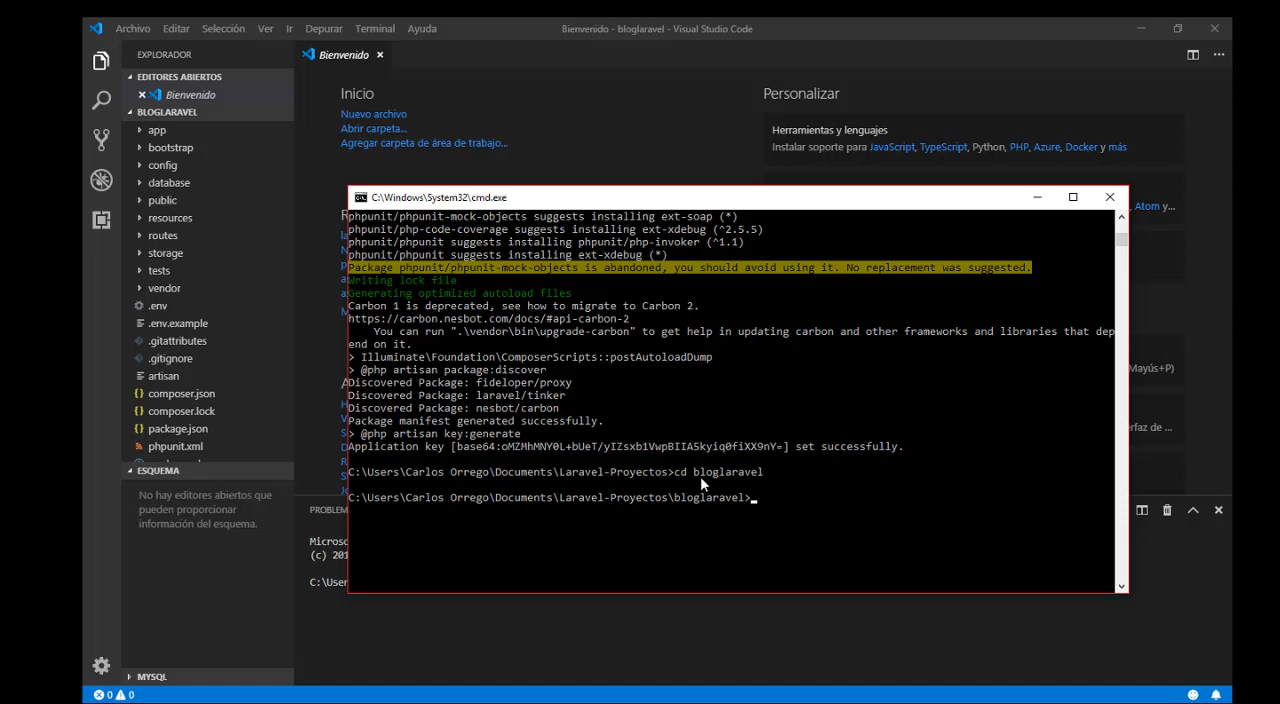 Archivo Editar Selección Ver Ir Depurar Terminal Ayuda
Bienvenido - bloglaravel - Visual Studio Code
EXPLORADOR
Bienvenido
EDITORES ABIERTOS
Bienvenido
BLOGLARAVEL
app
bootstrap
config
database
public
resources
routes
storage
tests
vendor
.env
.env.example
.gitattributes
.gitignore
artisan
composer.json
composer.lock
package.json
phpunit.xml
ESQUEMA
No hay editores abiertos que
pueden proporcionar
información del esquema.
MYSQL
0 0
Inicio
Nuevo archivo
Abrir carpeta...
Agregar carpeta de área de trabajo...
Personalizar
Herramientas y lenguajes
Instalar soporte para JavaScript, TypeScript, Python, PHP, Azure, Docker y más
Atom y...
Mayús+P)
erfaz de ...
C:\Windows\System32\cmd.exe
phpunit/phpunit-mock-objects suggests installing ext-soap (*)
phpunit/php-code-coverage suggests installing ext-xdebug (^2.5.5)
phpunit/phpunit suggests installing phpunit/php-invoker (^1.1)
phpunit/phpunit suggests installing ext-xdebug (*)
Package phpunit/phpunit-mock-objects is abandoned, you should avoid using it. No replacement was suggested.
Writing lock file
Generating optimized autoload files
Carbon 1 is deprecated, see how to migrate to Carbon 2.
https://carbon.nesbot.com/docs/#api-carbon-2
You can run ".\vendor\bin\upgrade-carbon" to get help in updating carbon and other frameworks and libraries that dep
end on it.
> Illuminate\Foundation\ComposerScripts::postAutoloadDump
> @php artisan package:discover
Discovered Package: fideloper/proxy
Discovered Package: laravel/tinker
Discovered Package: nesbot/carbon
Package manifest generated successfully.
> @php artisan key:generate
Application key [base64:oMZMhMNY0L+bUeT/yIZsxb1VwpBIIA5kyiq0fiXX9nY=] set successfully.
C:\Users\Carlos Orrego\Documents\Laravel-Proyectos>cd bloglaravel
C:\Users\Carlos Orrego\Documents\Laravel-Proyectos\bloglaravel>
PROBLEM
Microso
(c) 201
C:\User